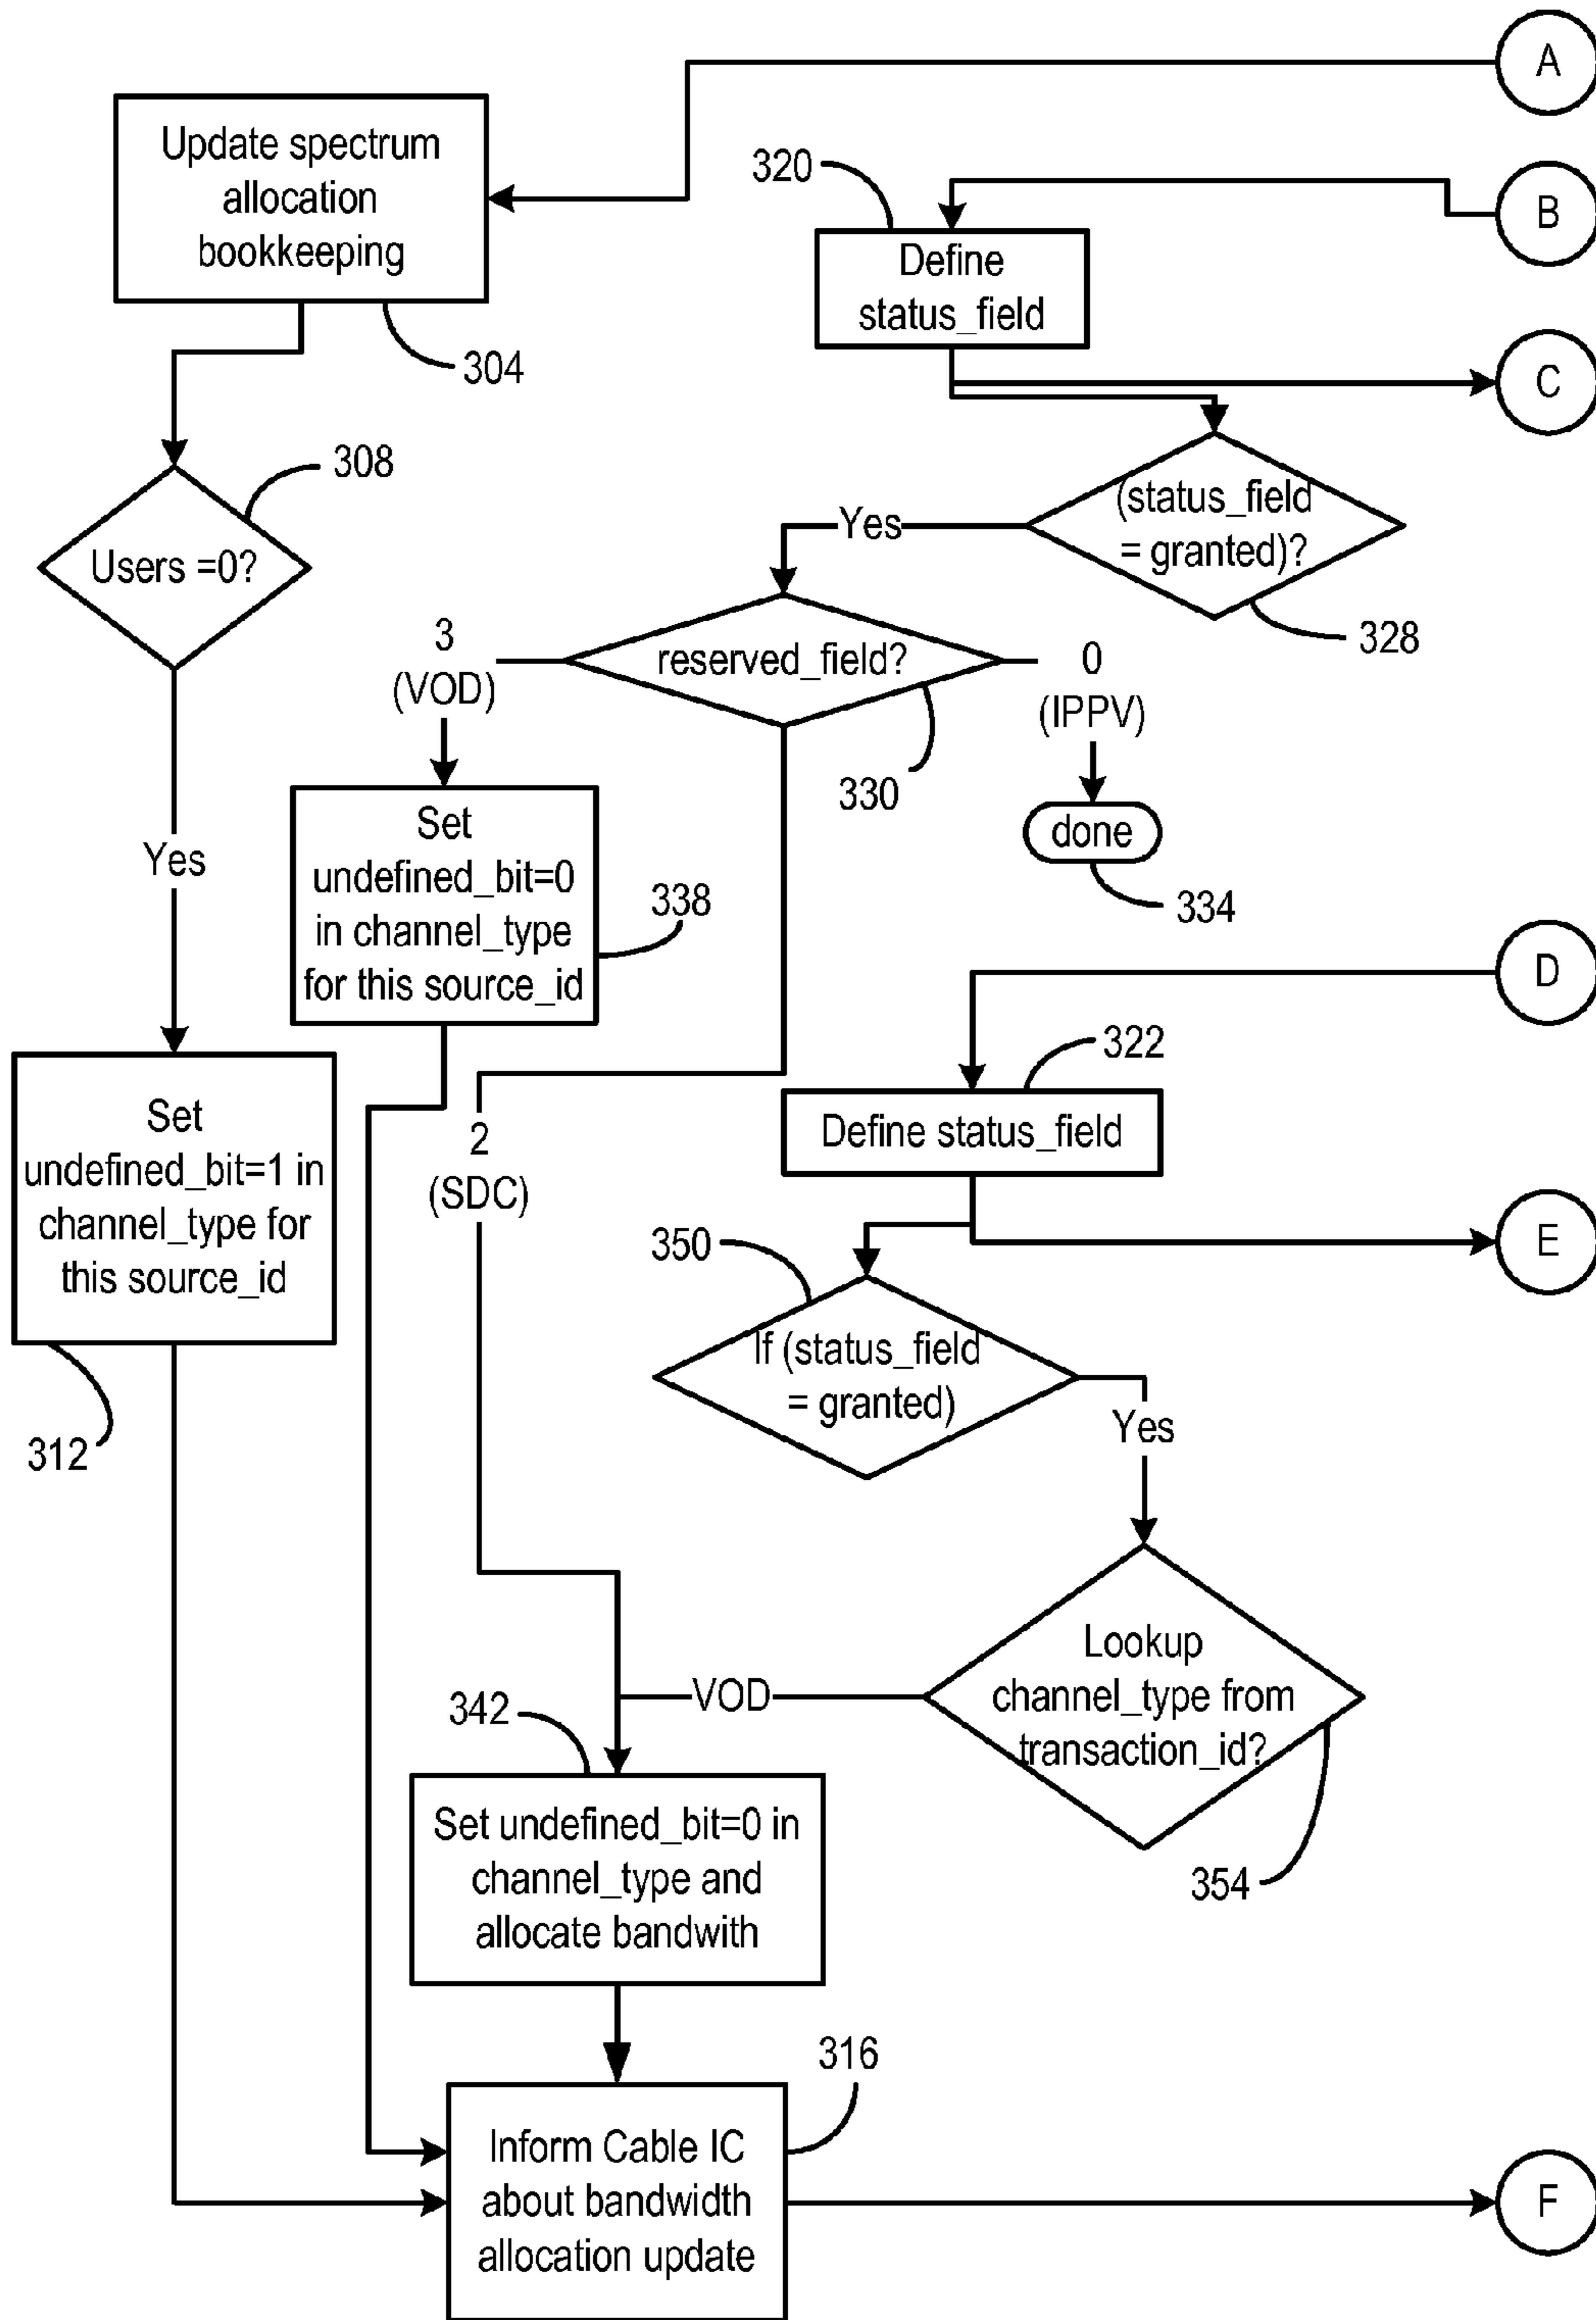 A
Update spectrum
allocation
bookkeeping
304
320
B
Define
status_field
C
308
Users =0?
(status_field
= granted)?
328
Yes
reserved_field?
330
3
(VOD)
0
(IPPV)
done
334
Yes
Set
undefined_bit=0
in channel_type
for this source_id
338
D
322
Define status_field
Set
undefined_bit=1 in
channel_type for
this source_id
312
2
(SDC)
E
350
If (status_field
= granted)
Yes
Lookup
channel_type from
transaction_id?
354
VOD
342
Set undefined_bit=0 in
channel_type and
allocate bandwith
316
Inform Cable IC
about bandwidth
allocation update
F